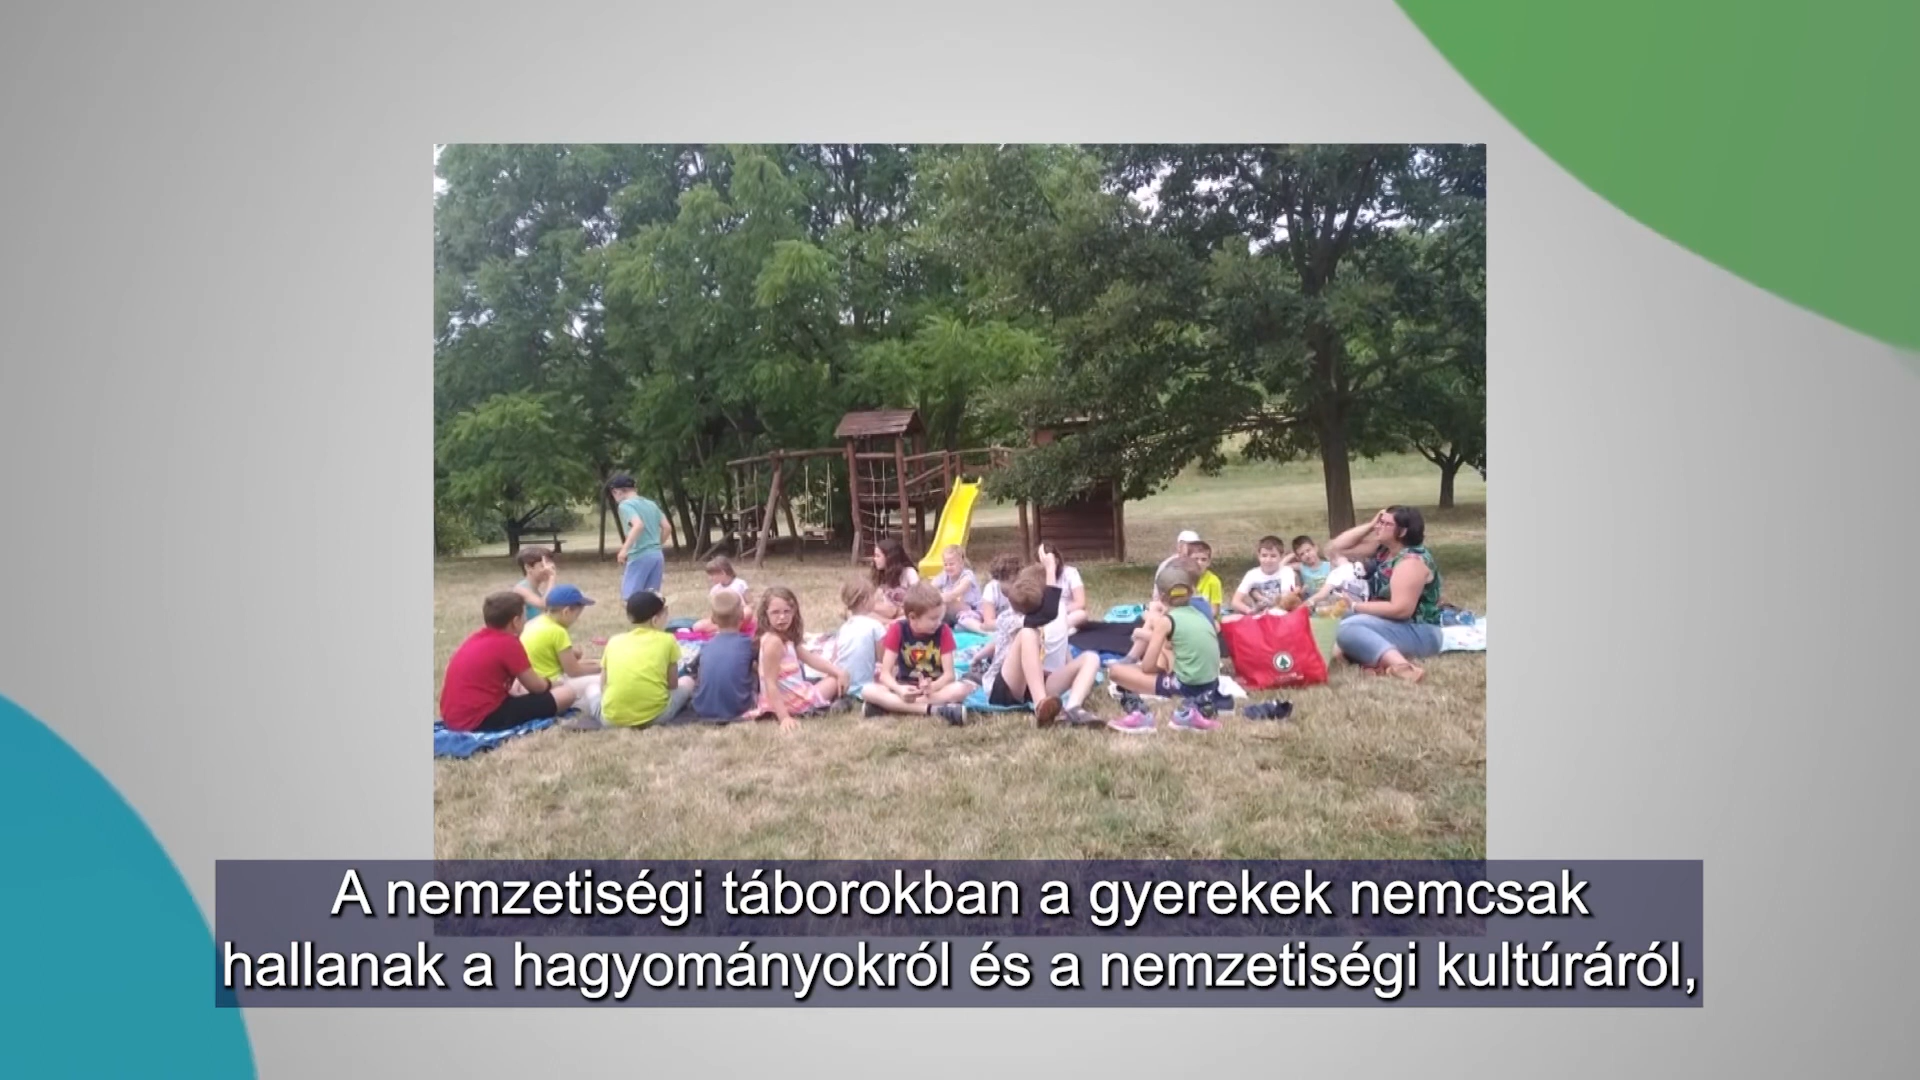 A nemzetiségi táborokban a gyerekek nemcsak
hallanak a hagyományokról és a nemzetiségi kultúráról,